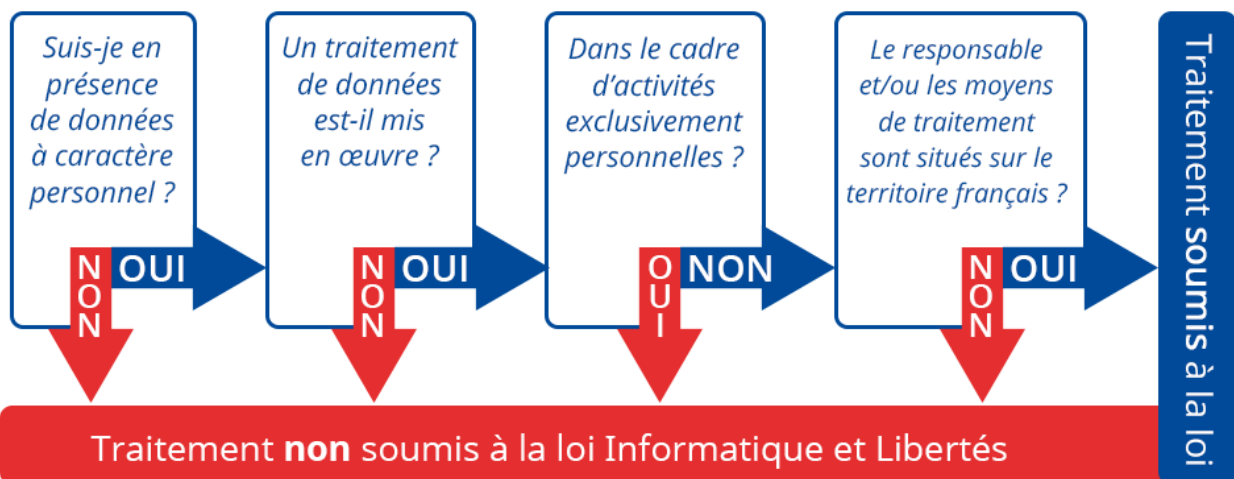 Suis-je en
présence
de données
à caractère
personnel ?
NON
OUI
Un traitement
de données
est-il mis
en œuvre ?
NON
OUI
Dans le cadre
d’activités
exclusivement
personnelles ?
OUI
NON
Le responsable
et/ou les moyens
de traitement
sont situés sur le
territoire français ?
NON
OUI
Traitement soumis à la loi
Traitement non soumis à la loi Informatique et Libertés